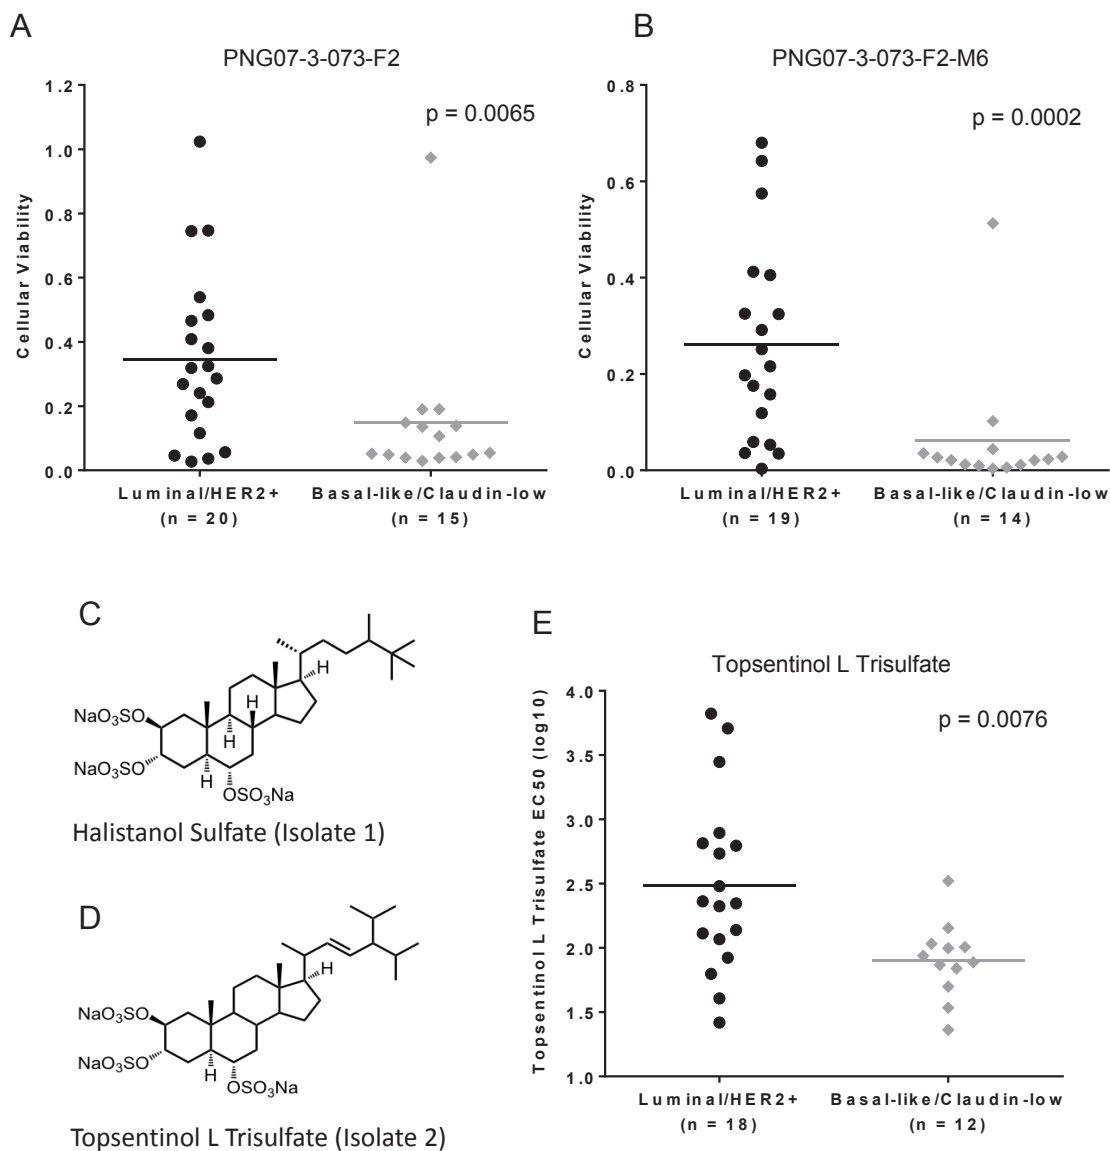 A
PNG07-3-073-F2
1.2
1.0
0.8
0.6
0.4
0.2
0.0
Cellular Viability
p = 0.0065
Luminal/HER2+
(n = 20)
Basal-like/Claudin-low
(n = 15)
B
PNG07-3-073-F2-M6
0.8
0.6
0.4
0.2
0.0
Cellular Viability
p = 0.0002
Luminal/HER2+
(n = 19)
Basal-like/Claudin-low
(n = 14)
C
NaO3SO
NaO3SO
H
H
H
H
OSO3Na
Halistanol Sulfate (Isolate 1)
D
NaO3SO
NaO3SO
H
H
OSO3Na
Topsentinol L Trisulfate (Isolate 2)
E
Topsentinol L Trisulfate
4.0
3.5
3.0
2.5
2.0
1.5
1.0
Topsentinol L Trisulfate EC50 (log10)
p = 0.0076
Luminal/HER2+
(n = 18)
Basal-like/Claudin-low
(n = 12)